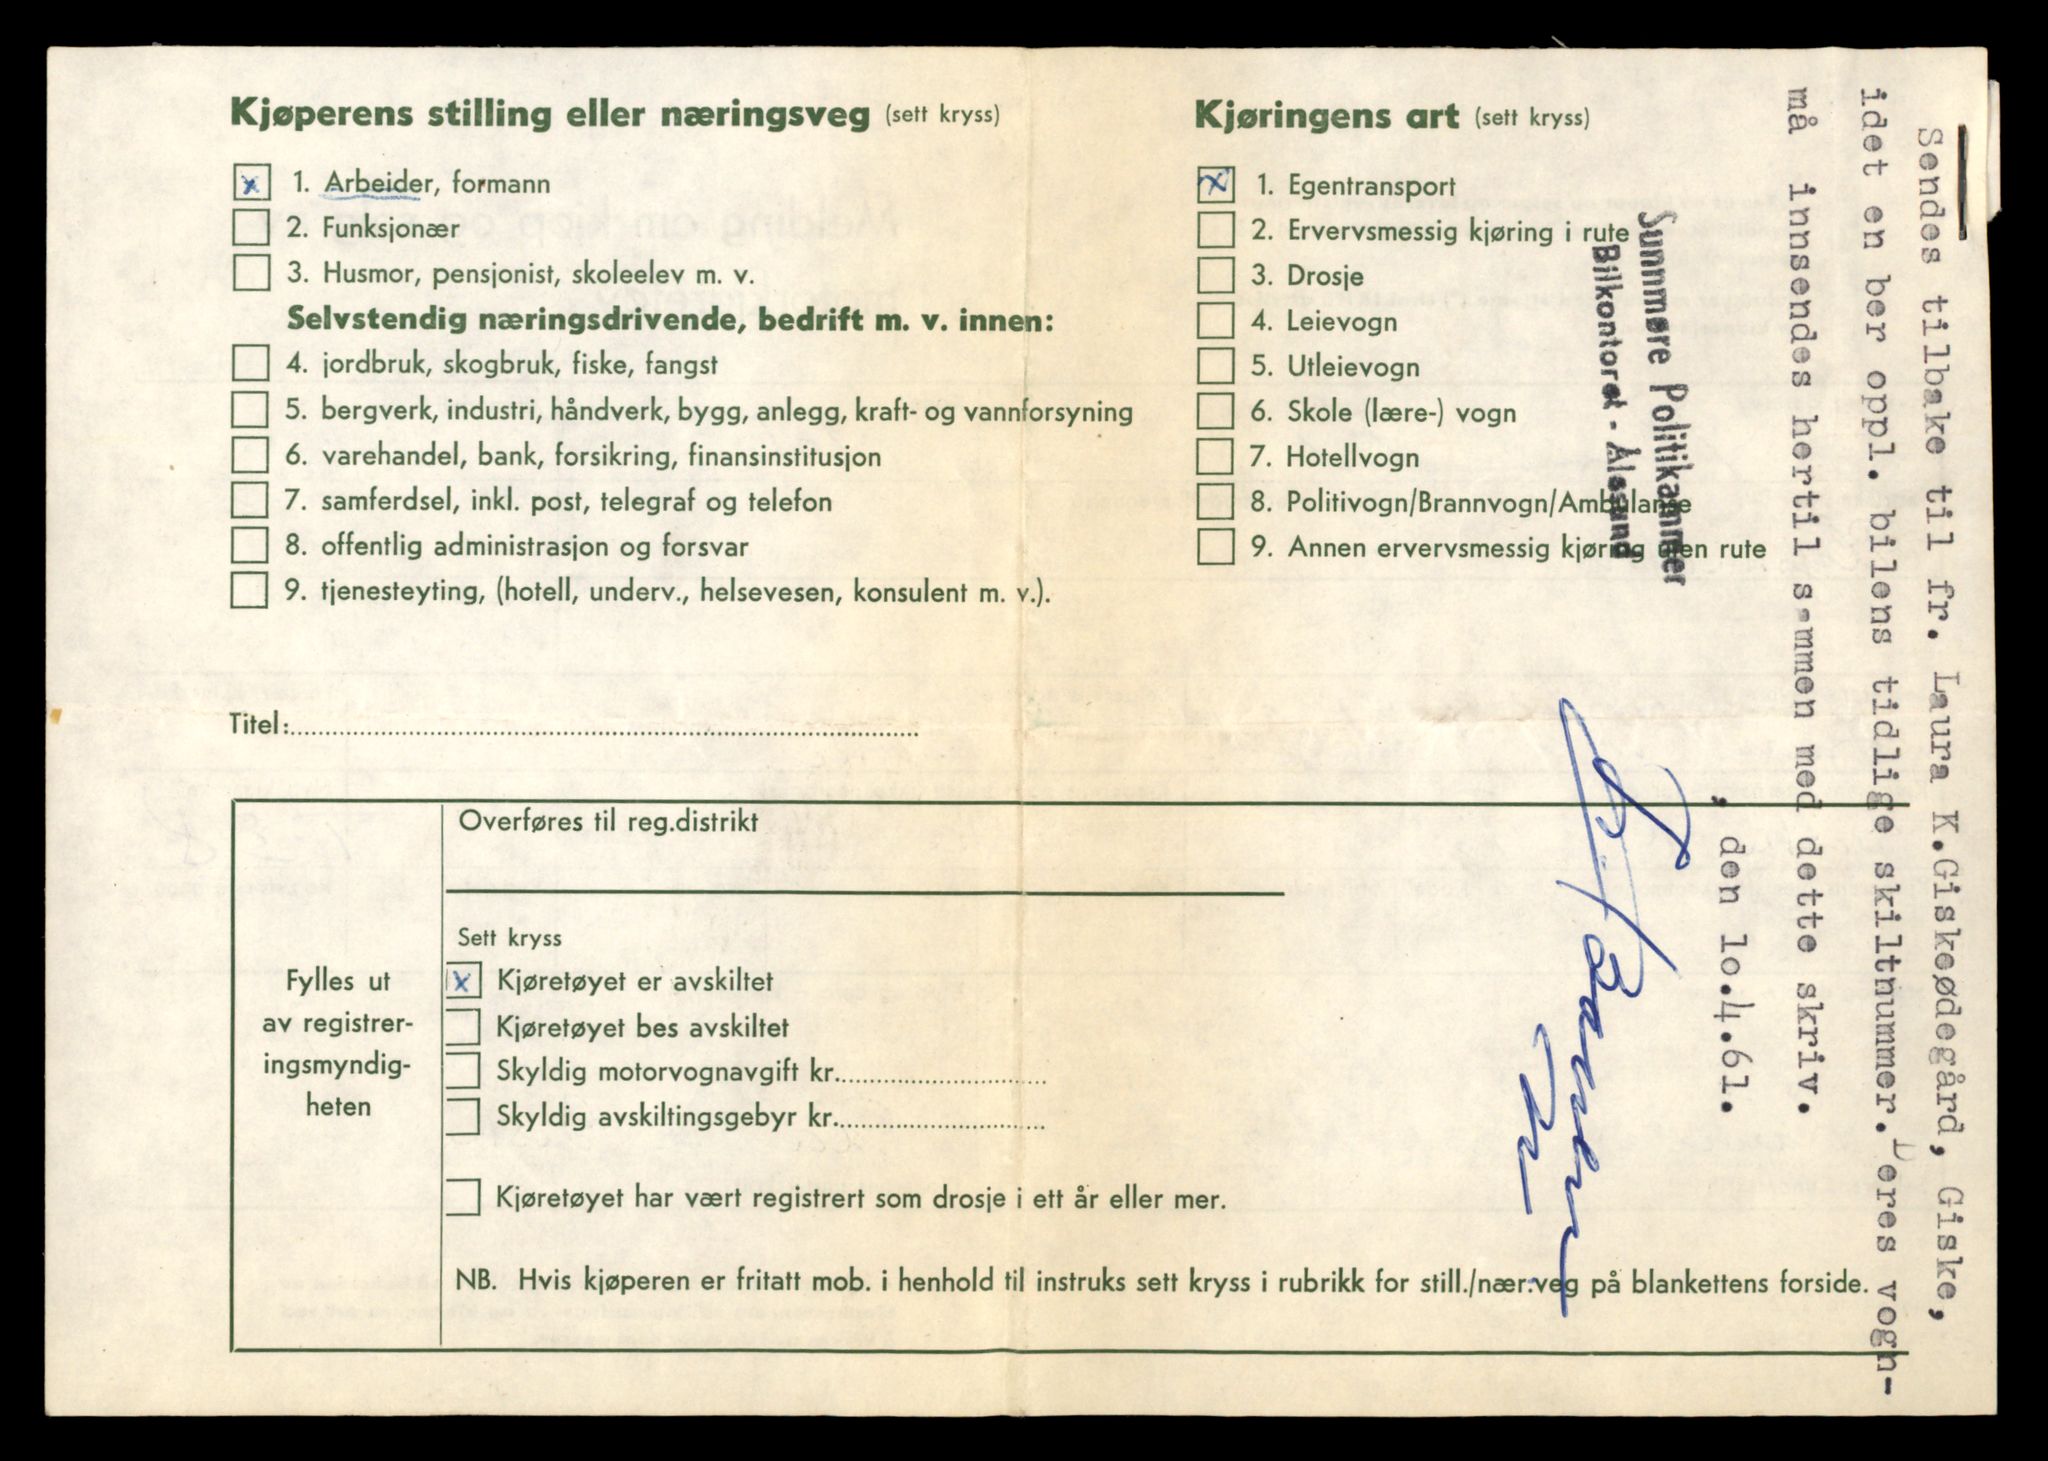 Kjøperens stilling eller næringsveg (sett kryss)
x 1. Arbeider, formann
2. Funksjonær
3. Husmor, pensjonist, skoleelev m. v.
Selvstendig næringsdrivende, bedrift m. v. innen:
4. jordbruk, skogbruk, fiske, fangst
5. bergverk, industri, håndverk, bygg, anlegg, kraft- og vannforsyning
6. varehandel, bank, forsikring, finansinstitusjon
7. samferdsel, inkl. post, telegraf og telefon
8. offentlig administrasjon og forsvar
9. tjenesteyting, (hotell, underv., helsevesen, konsulent m. v.).
Kjøringens art (sett kryss)
x 1. Egentransport
2. Ervervsmessig kjøring i rute
3. Drosje
4. Leievogn
5. Utleievogn
6. Skole (lære-) vogn
7. Hotellvogn
8. Politivogn/Brannvogn/Ambulanse
9. Annen ervervsmessig kjøring uten rute
Titel:
Fylles ut
av registrer-
ingsmyndig-
heten
Overføres til reg.distrikt
Sett kryss
x Kjøretøyet er avskiltet
Kjøretøyet bes avskiltet
Skyldig motorvognavgift kr.
Skyldig avskiltingsgebyr kr.
Kjøretøyet har vært registrert som drosje i ett år eller mer.
NB. Hvis kjøperen er fritatt mob. i henhold til instruks sett kryss i rubrikk for still./nær.veg på blankettens forside.
Sendes tilbake til fr. Laura K.Giskeødegård, Giske,
idet en ber oppl. bilens tidlige skiltnummer. Deres vogn-
må innsendes hertil s-mmen med dette skriv.
, den lo.4.61.
Sunnmøre Politikammer
Bilkontoret - Ålesund